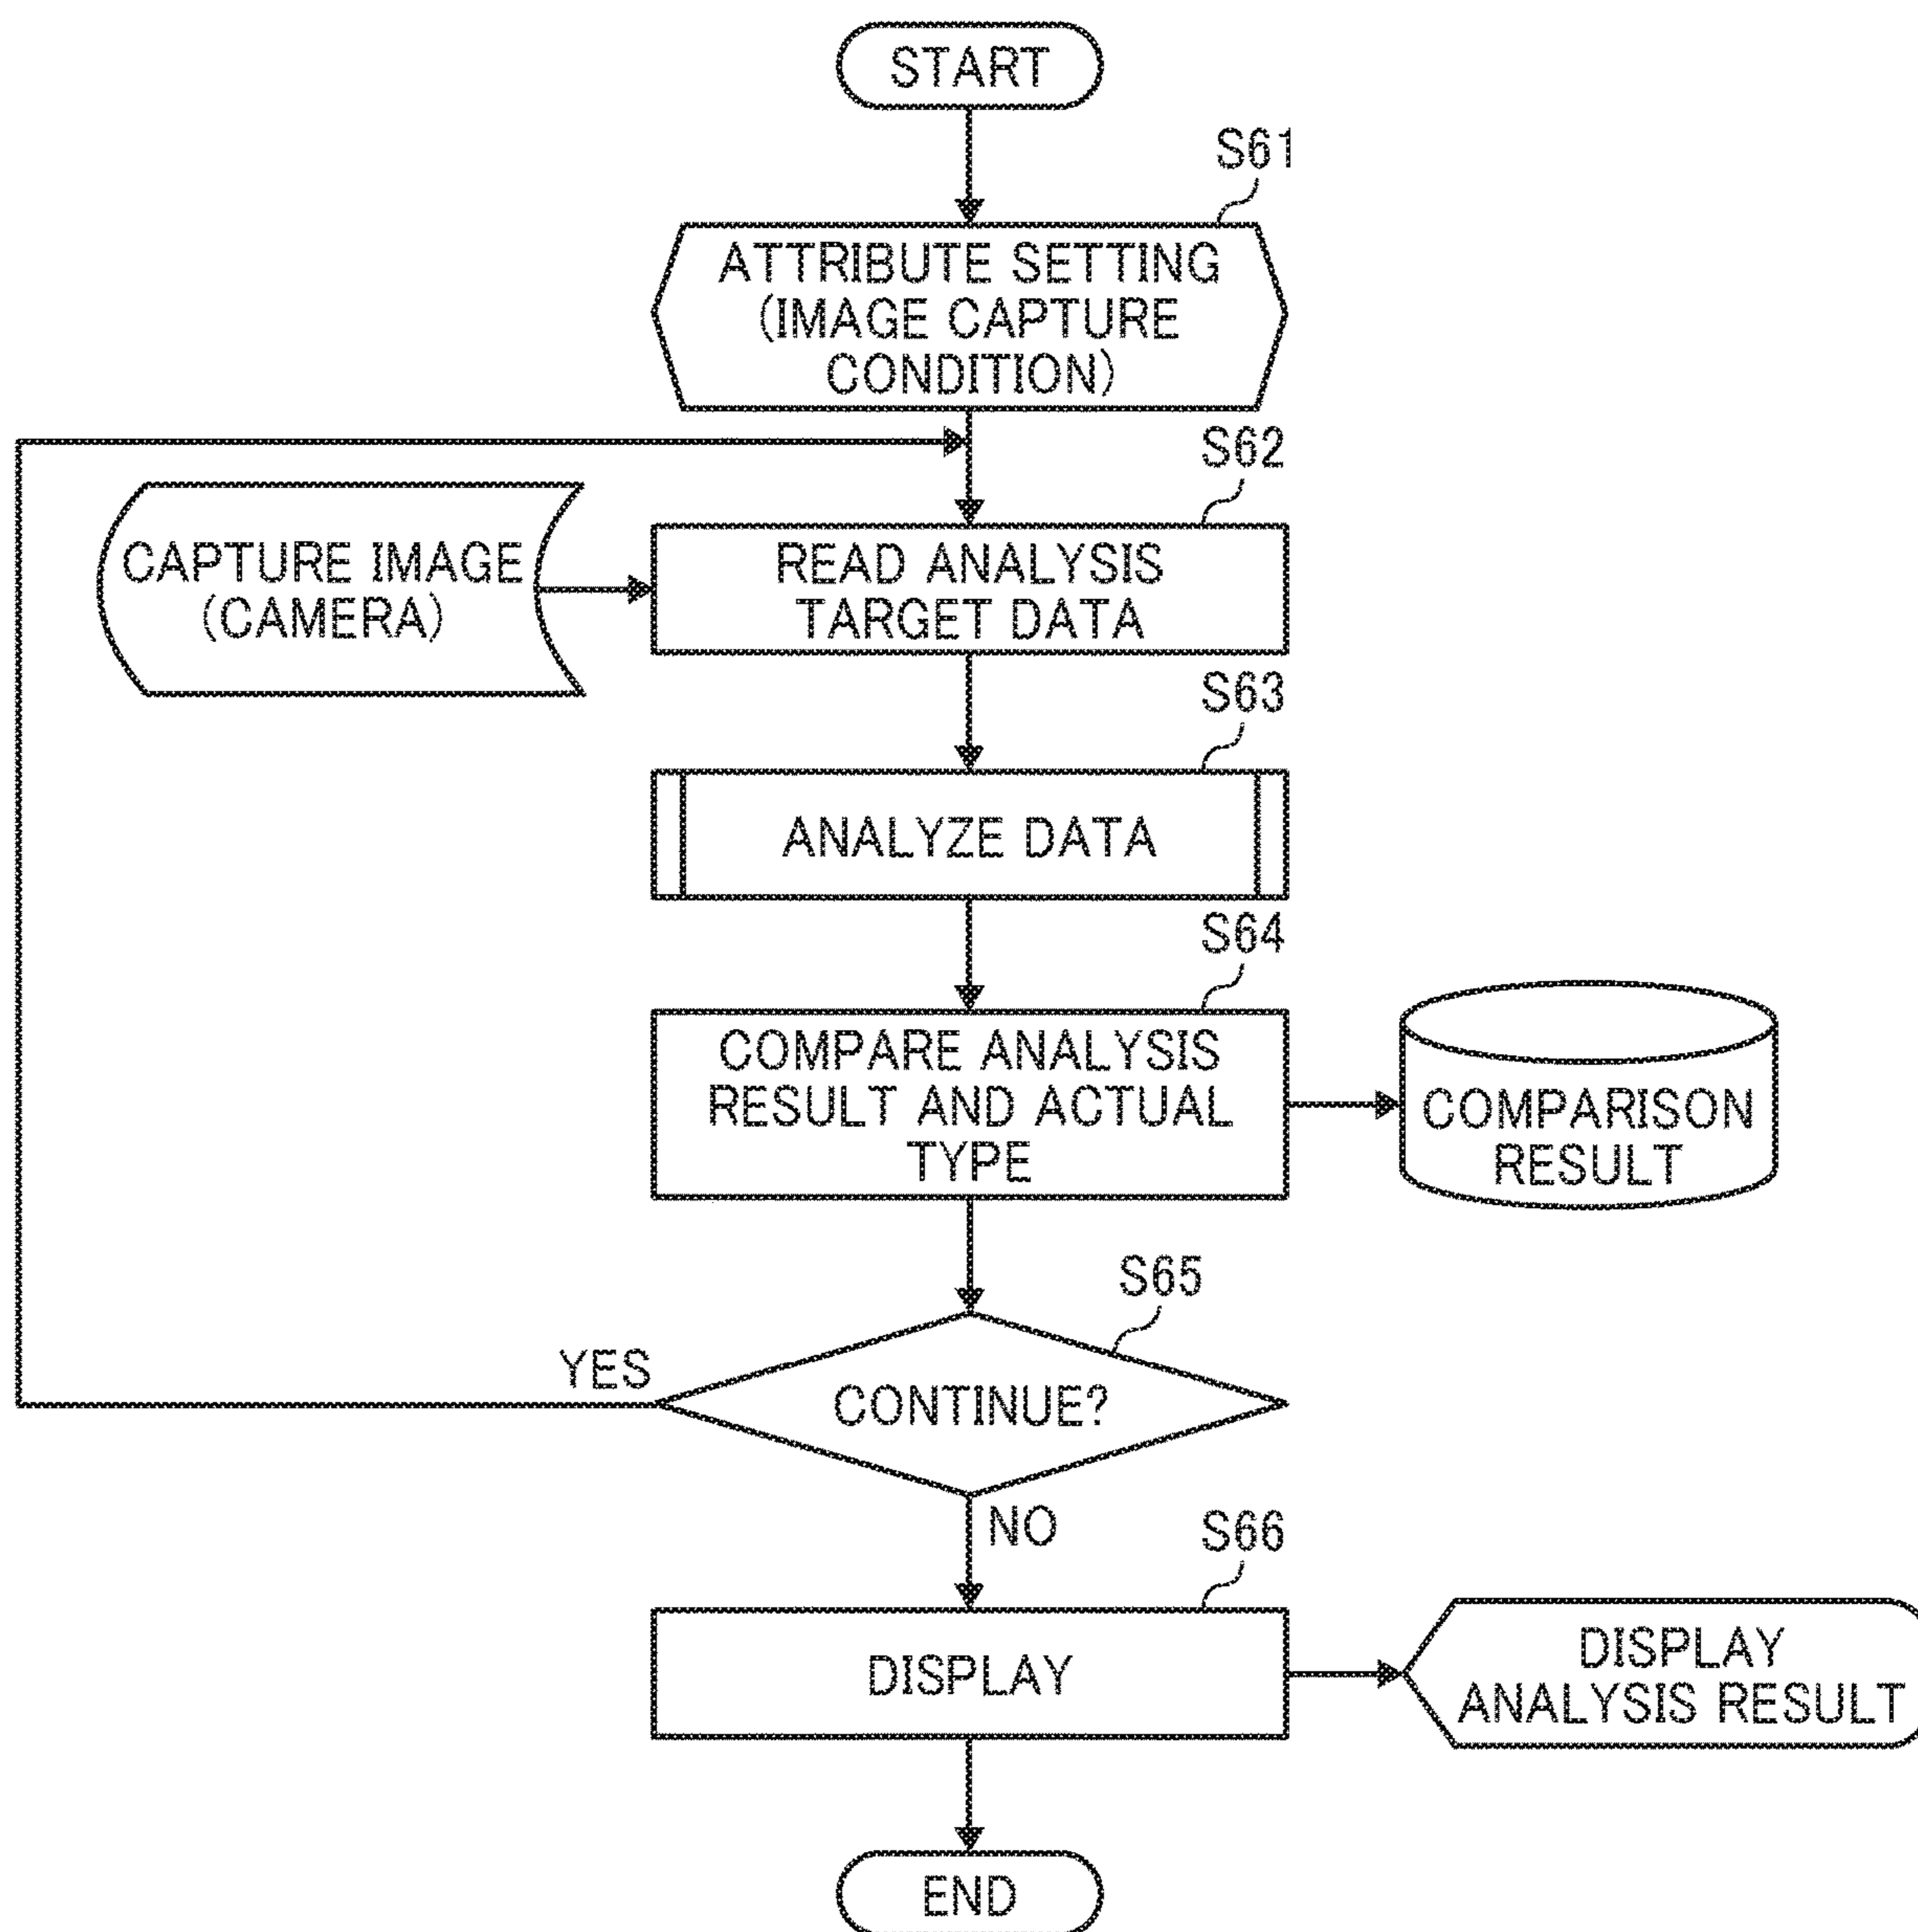 START
S61
ATTRIBUTE SETTING
(IMAGE CAPTURE
CONDITION)
S62
CAPTURE IMAGE
(CAMERA)
READ ANALYSIS
TARGET DATA
S63
ANALYZE DATA
S64
COMPARE ANALYSIS
RESULT AND ACTUAL
TYPE
COMPARISON
RESULT
S65
YES
CONTINUE?
NO
S66
DISPLAY
DISPLAY
ANALYSIS RESULT
END